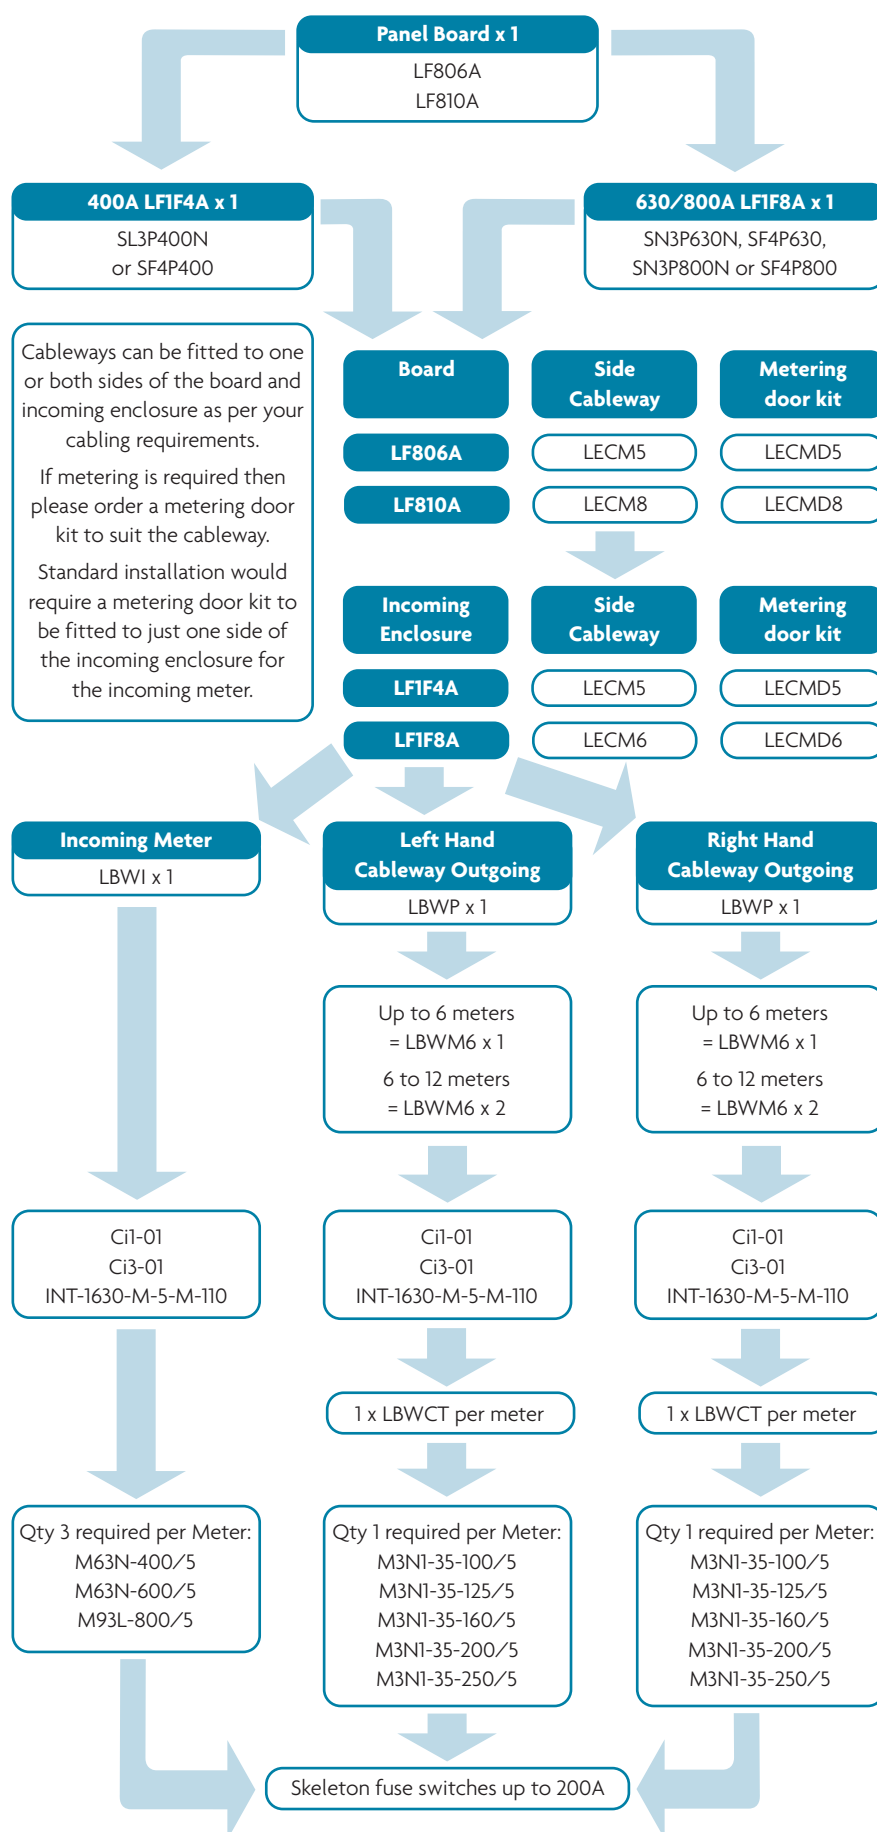 Panel Board x 1
LF806A
LF810A
400A LF1F4A x 1
SL3P400N
or SF4P400
630/800A LF1F8A x 1
SN3P630N, SF4P630,
SN3P800N or SF4P800
Cableways can be fitted to one
or both sides of the board and
incoming enclosure as per your
cabling requirements.
If metering is required then
please order a metering door
kit to suit the cableway.
Standard installation would
require a metering door kit to
be fitted to just one side of
the incoming enclosure for
the incoming meter.
Board
Side
Cableway
Metering
door kit
LF806A
LECM5
LECMD5
LF810A
LECM8
LECMD8
Incoming
Enclosure
Side
Cableway
Metering
door kit
LF1F4A
LECM5
LECMD5
LF1F8A
LECM6
LECMD6
Incoming Meter
LBWI x 1
Left Hand
Cableway Outgoing
LBWP x 1
Right Hand
Cableway Outgoing
LBWP x 1
Up to 6 meters
= LBWM6 x 1
6 to 12 meters
= LBWM6 x 2
Up to 6 meters
= LBWM6 x 1
6 to 12 meters
= LBWM6 x 2
Ci1-01
Ci3-01
INT-1630-M-5-M-110
Ci1-01
Ci3-01
INT-1630-M-5-M-110
Ci1-01
Ci3-01
INT-1630-M-5-M-110
1 x LBWCT per meter
1 x LBWCT per meter
Qty 3 required per Meter:
M63N-400/5
M63N-600/5
M93L-800/5
Qty 1 required per Meter:
M3N1-35-100/5
M3N1-35-125/5
M3N1-35-160/5
M3N1-35-200/5
M3N1-35-250/5
Qty 1 required per Meter:
M3N1-35-100/5
M3N1-35-125/5
M3N1-35-160/5
M3N1-35-200/5
M3N1-35-250/5
Skeleton fuse switches up to 200A